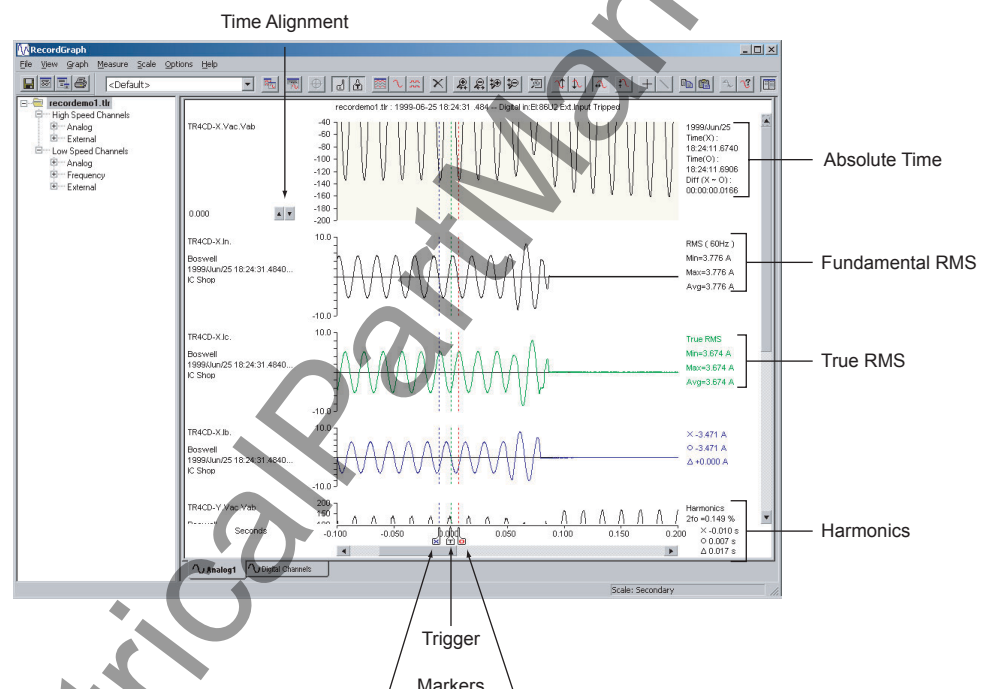 Time Alignment
RecordGraph
File View Graph Measure Scale Options Help
<Default>
recordemo1.tlr
High Speed Channels
Analog
External
Low Speed Channels
Analog
Frequency
External
recordemo1.tlr : 1999-06-25 18:24:31 .484 -- Digital in:El:86U2 Ext.Input Tripped
TR4CD-X.Vac.Vab
-40
-60
-80
-100
-120
-140
-160
-180
-200
0.000
1999/Jun/25
Time(X) :
18:24:11.6740
Time(O) :
18:24:11.6906
Diff (X ~ O) :
00:00:00.0166
Absolute Time
TR4CD-X.In.
Boswell
1999/Jun/25 18:24:31.4840...
IC Shop
10.0
-10.0
RMS ( 60Hz )
Min=3.776 A
Max=3.776 A
Avg=3.776 A
Fundamental RMS
TR4CD-X.Ic.
Boswell
1999/Jun/25 18:24:31.4840...
IC Shop
10.0
-10.0
True RMS
Min=3.674 A
Max=3.674 A
Avg=3.674 A
True RMS
TR4CD-X.Ib.
Boswell
1999/Jun/25 18:24:31.4840...
IC Shop
10.0
-10.0
X -3.471 A
O -3.471 A
Δ +0.000 A
TR4CD-Y.Vac.Vab
200
Seconds
-0.100 -0.050 0.000 0.050 0.100 0.150 0.200
X T O
Harmonics
2fo =0.149 %
X -0.010 s
O 0.007 s
Δ 0.017 s
Harmonics
Analog1 Digital Channels
Scale: Secondary
Trigger
Markers
ctricalPartMan